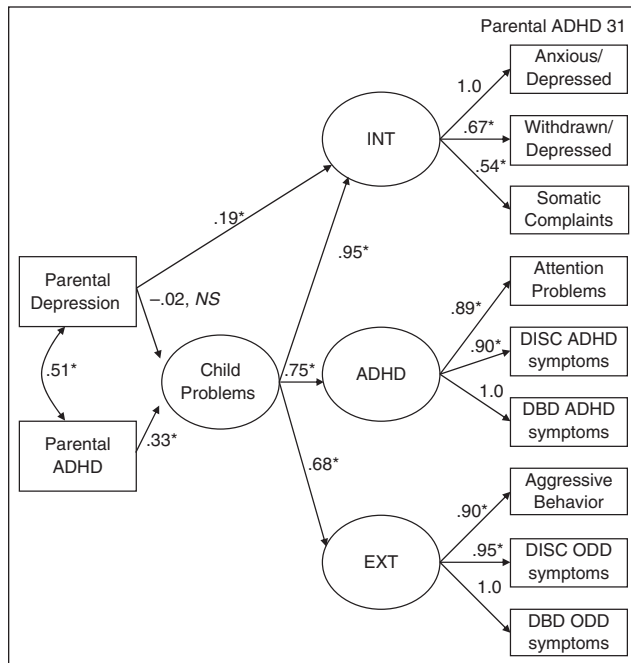 Parental ADHD 31
Anxious/
Depressed
1.0
INT
.67*
Withdrawn/
Depressed
.54*
Somatic
Complaints
.19*
.95*
Parental
Depression
–.02, NS
Attention
Problems
.89*
.51*
Child
Problems
.75*
ADHD
.90*
DISC ADHD
symptoms
1.0
DBD ADHD
symptoms
Parental
ADHD
.33*
.68*
Aggressive
Behavior
.90*
EXT
.95*
DISC ODD
symptoms
1.0
DBD ODD
symptoms